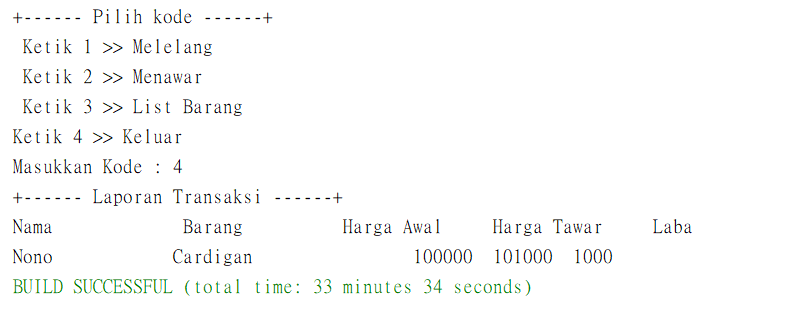 +------ Pilih kode ------+
Ketik 1 >> Melelang
Ketik 2 >> Menawar
Ketik 3 >> List Barang
Ketik 4 >> Keluar
Masukkan Kode : 4
+------ Laporan Transaksi ------+
Nama Barang Harga Awal Harga Tawar Laba
Nono Cardigan 100000 101000 1000
BUILD SUCCESSFUL (total time: 33 minutes 34 seconds)